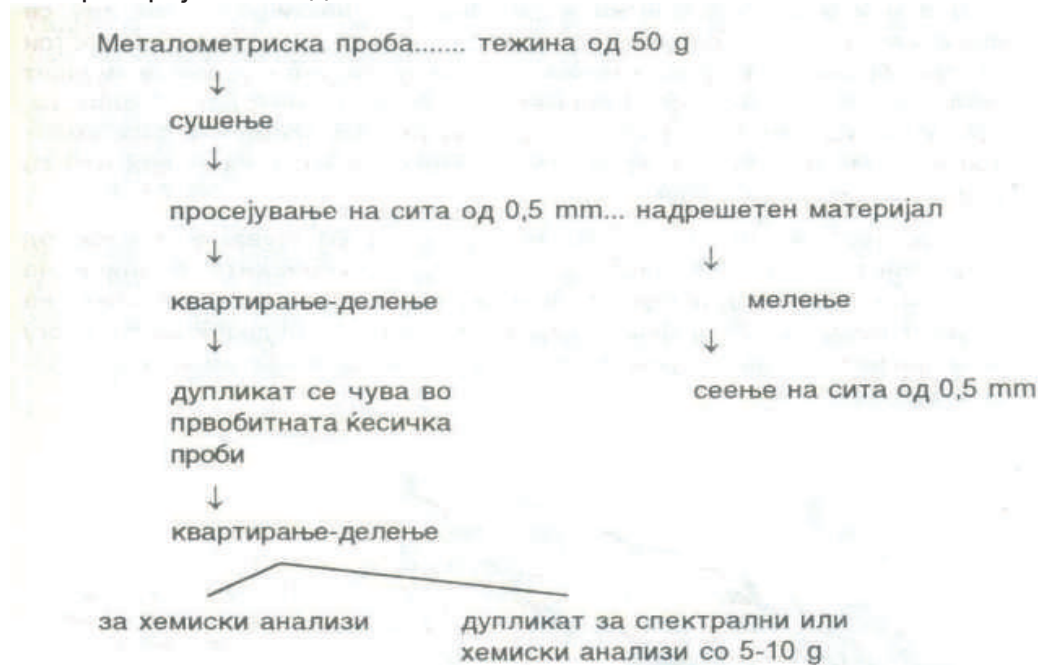 Металометриска проба....... тежина од 50 g
↓
сушење
↓
просејување на сита од 0,5 mm... надрешетен материјал
↓ ↓
квартирање-делење мелење
↓ ↓
дупликат се чува во сеење на сита од 0,5 mm
првобитната ќесичка
проби
↓
квартирање-делење
за хемиски анализи дупликат за спектрални или
хемиски анализи со 5-10 g